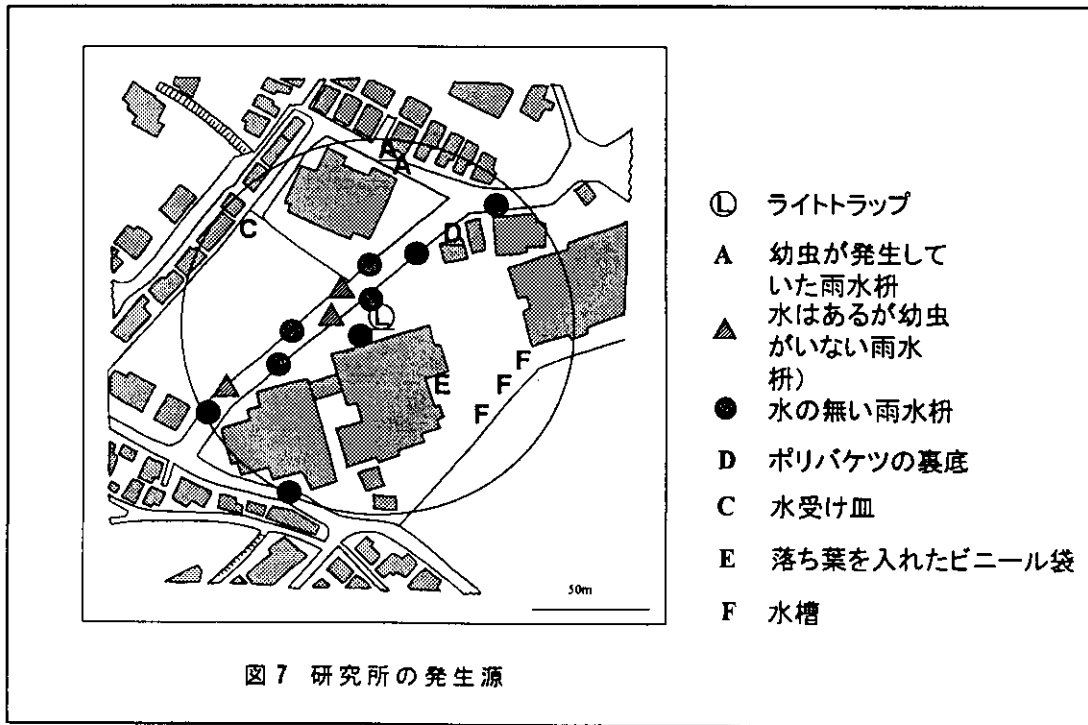 A
A
C
D
L
E
F
F
F
50m
Ⓛ ライトトラップ
A 幼虫が発生して
いた雨水枡
▲ 水はあるが幼虫
がいない雨水
枡)
● 水の無い雨水枡
D ポリバケツの裏底
C 水受け皿
E 落ち葉を入れたビニール袋
F 水槽
図7 研究所の発生源